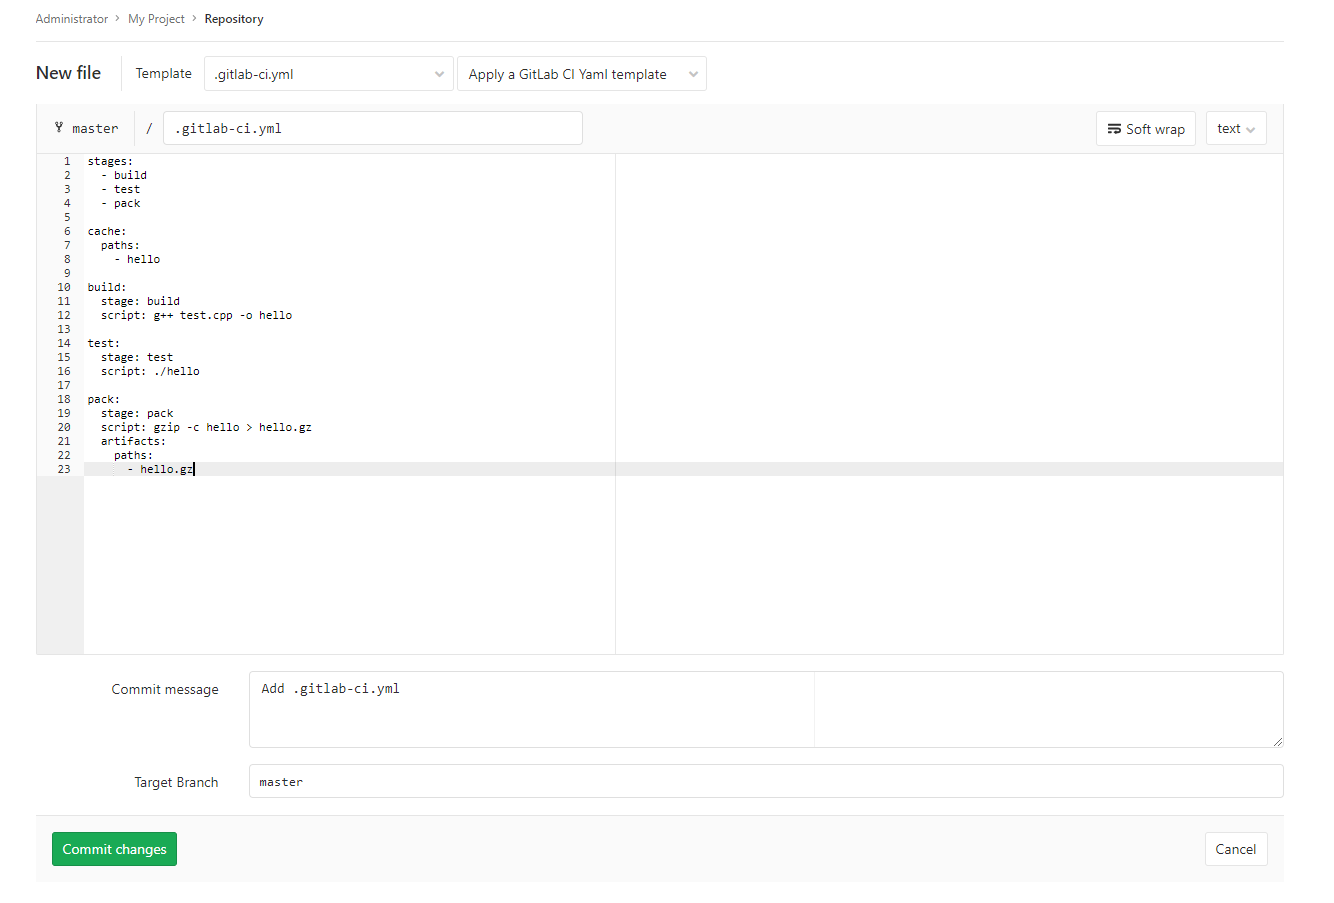 Administrator › My Project › Repository
New file Template .gitlab-ci.yml Apply a GitLab CI Yaml template
master / .gitlab-ci.yml Soft wrap text
1 stages:
2   - build
3   - test
4   - pack
5
6 cache:
7   paths:
8     - hello
9
10 build:
11   stage: build
12   script: g++ test.cpp -o hello
13
14 test:
15   stage: test
16   script: ./hello
17
18 pack:
19   stage: pack
20   script: gzip -c hello > hello.gz
21   artifacts:
22     paths:
23       - hello.gz
Commit message Add .gitlab-ci.yml
Target Branch master
Commit changes Cancel